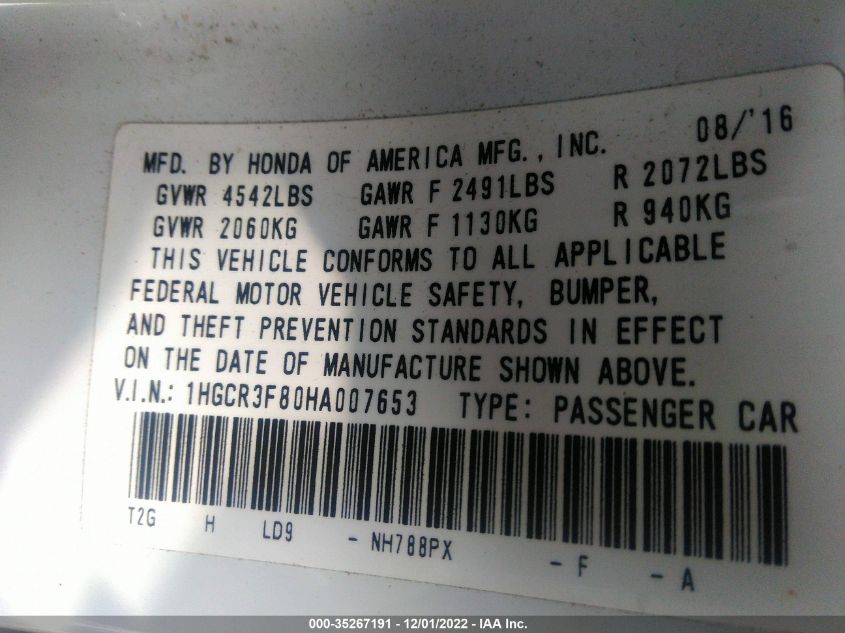 08/'16
MFD. BY HONDA OF AMERICA MFG., INC.
GVWR 4542LBS GAWR F 2491LBS R 2072LBS
GVWR 2060KG GAWR F 1130KG R 940KG
THIS VEHICLE CONFORMS TO ALL APPLICABLE
FEDERAL MOTOR VEHICLE SAFETY, BUMPER,
AND THEFT PREVENTION STANDARDS IN EFFECT
ON THE DATE OF MANUFACTURE SHOWN ABOVE.
V.I.N.: 1HGCR3F80HA007653 TYPE: PASSENGER CAR
T2G H LD9 - NH788PX - F - A
000-35267191 - 12/01/2022 - IAA Inc.